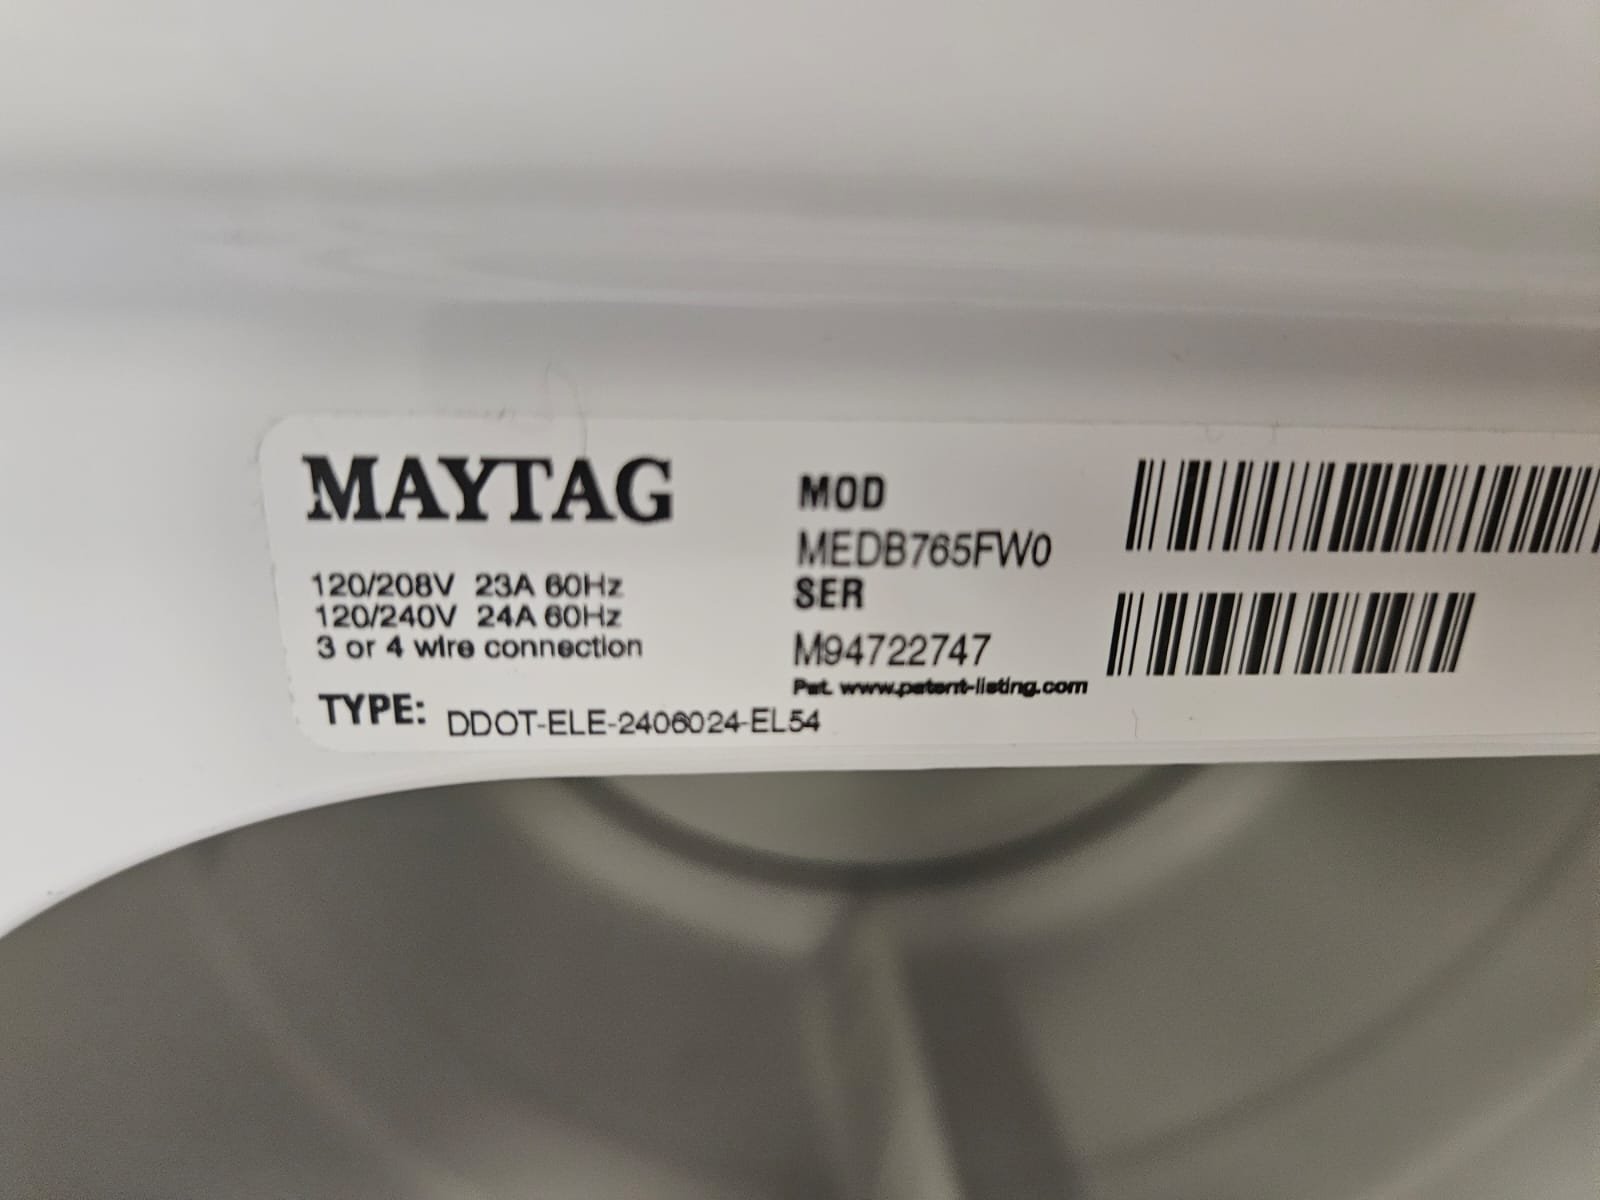 MAYTAG
120/208V 23A 60Hz
120/240V 24A 60Hz
3 or 4 wire connection
TYPE: DDOT-ELE-2406024-EL54
MOD
MEDB765FW0
SER
M94722747
Pat. www.patent-listing.com